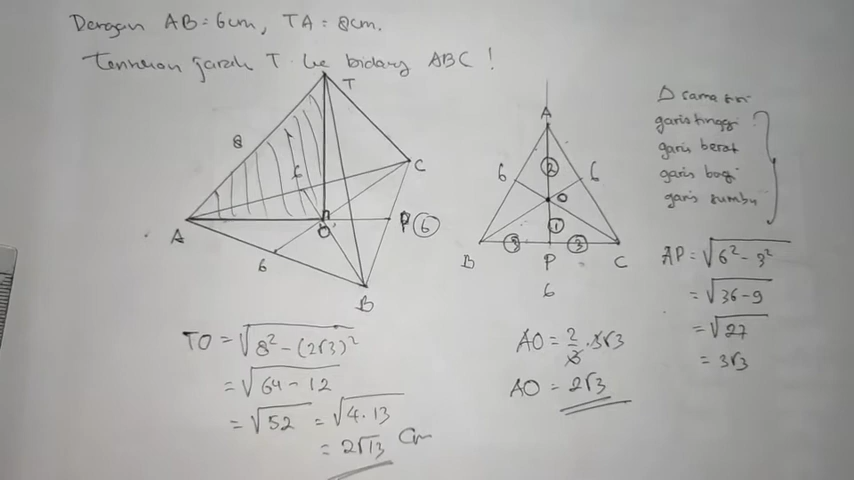 Dengan AB = 6cm, TA = 8cm.
Tentukan jarak T ke bidang ABC !
T
8
t
C
A
O
P 6
6
B
A
6
2
6
O
1
3
3
B
P
C
6
Δ sama sisi
garis tinggi
garis berat
garis bagi
garis sumbu
AP = √6² - 3²
= √36 - 9
= √27
= 3√3
AO = 2/3 . 3√3
AO = 2√3
TO = √8² - (2√3)²
= √64 - 12
= √52 = √4 . 13
= 2√13 Cm